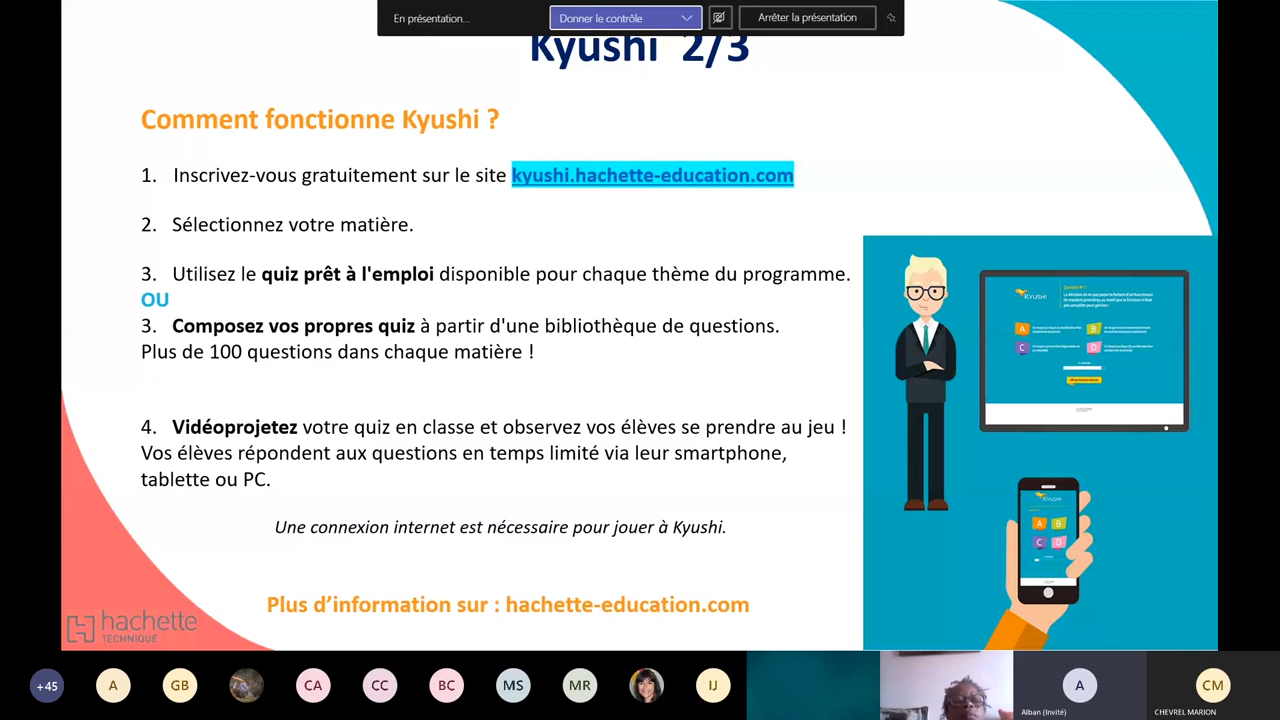 En présentation...
Donner le contrôle
Arrêter la présentation
Kyushi 2/3
Comment fonctionne Kyushi ?
1. Inscrivez-vous gratuitement sur le site kyushi.hachette-education.com
2. Sélectionnez votre matière.
3. Utilisez le quiz prêt à l'emploi disponible pour chaque thème du programme.
OU
3. Composez vos propres quiz à partir d'une bibliothèque de questions.
Plus de 100 questions dans chaque matière !
4. Vidéoprojetez votre quiz en classe et observez vos élèves se prendre au jeu !
Vos élèves répondent aux questions en temps limité via leur smartphone,
tablette ou PC.
Une connexion internet est nécessaire pour jouer à Kyushi.
Plus d’information sur : hachette-education.com
hachette
TECHNIQUE
KYUSHI
A
B
C
D
KYUSHI
A
B
C
D
+45
A
GB
CA
CC
BC
MS
MR
IJ
A
Alban (Invité)
CM
CHEVREL MARION